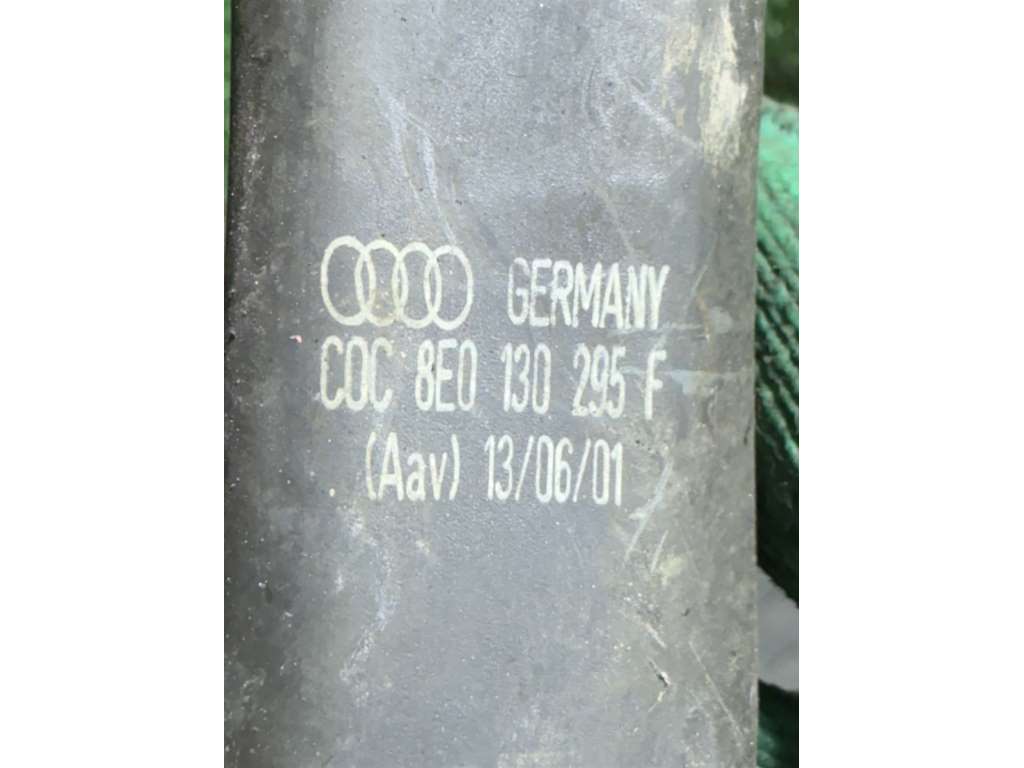 GERMANY
COC 8E0 130 295 F
(Aav) 13/06/01